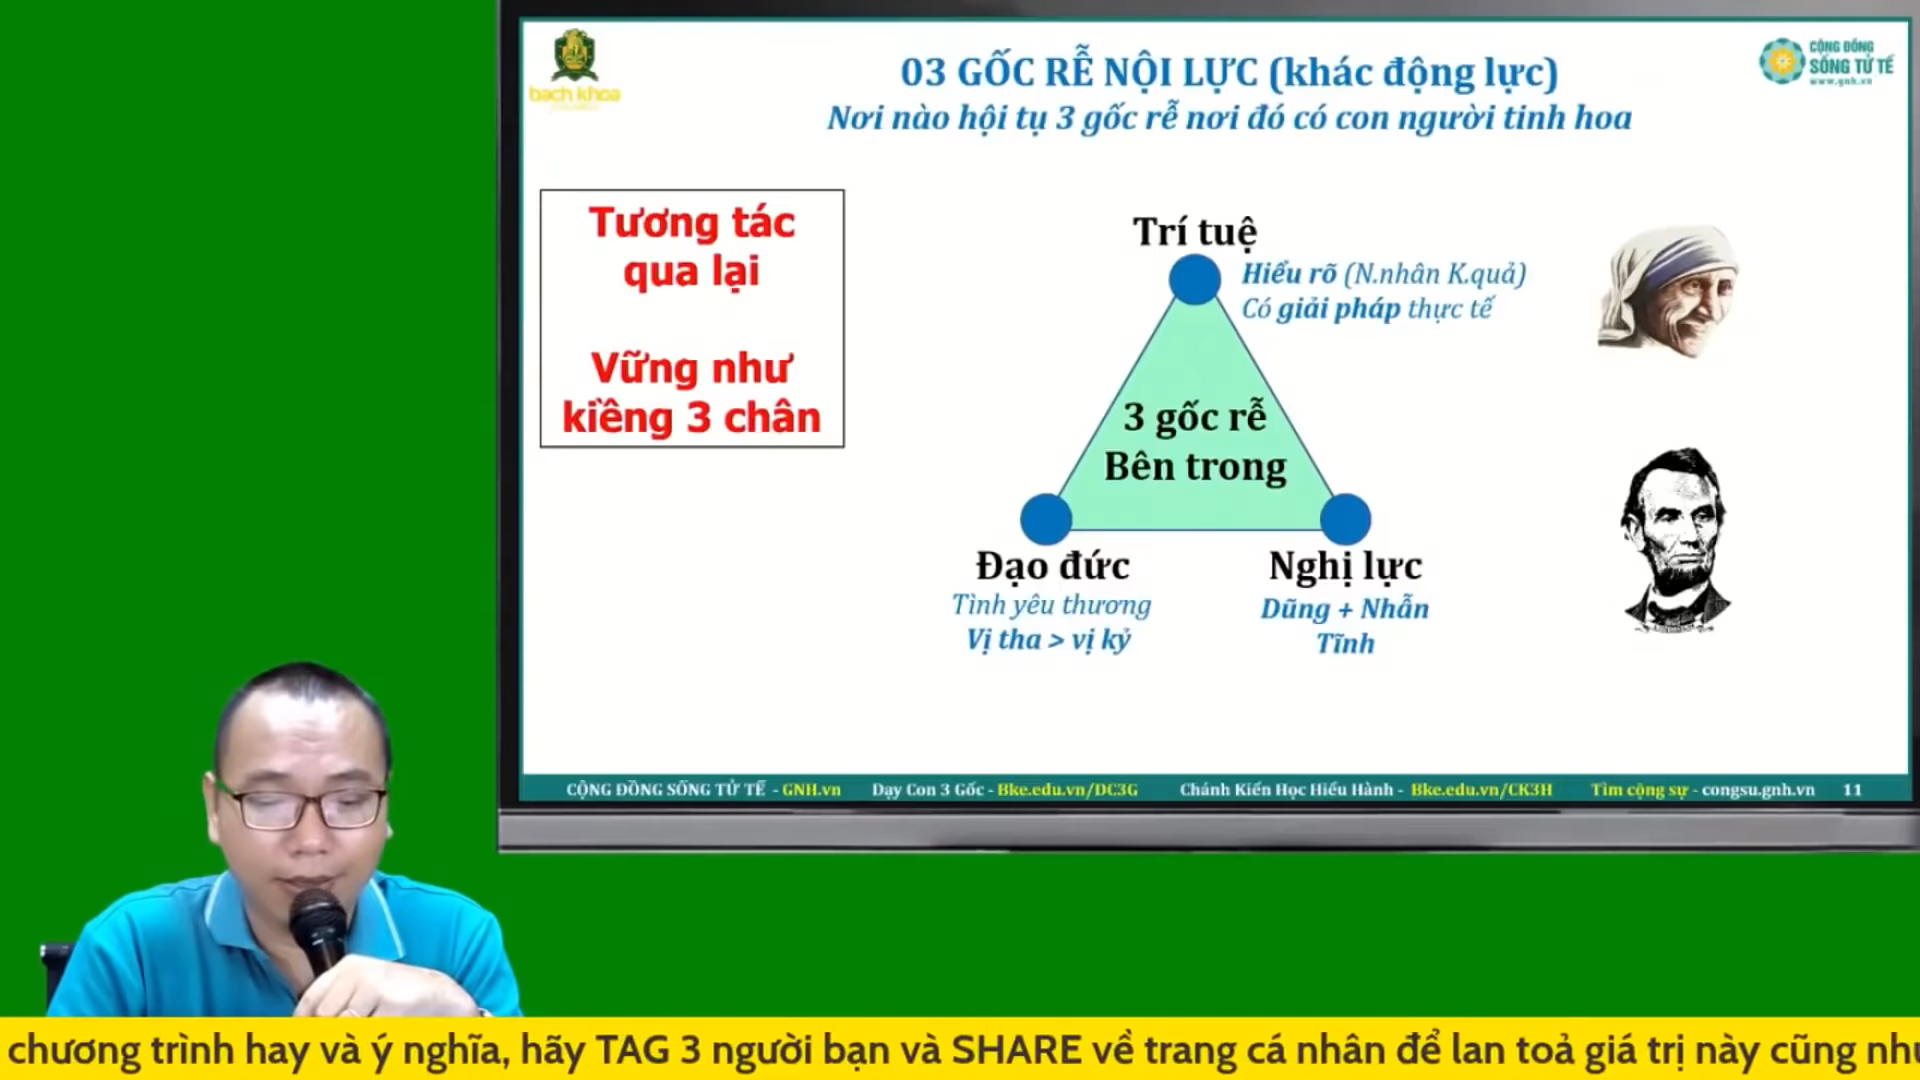 bach khoa
03 GỐC RỄ NỘI LỰC (khác động lực)
Nơi nào hội tụ 3 gốc rễ nơi đó có con người tinh hoa
CỘNG ĐỒNG
SỐNG TỬ TẾ
www.gnh.vn
Tương tác
qua lại
Vững như
kiềng 3 chân
Trí tuệ
Hiểu rõ (N.nhân K.quả)
Có giải pháp thực tế
3 gốc rễ
Bên trong
Đạo đức
Tình yêu thương
Vị tha > vị kỷ
Nghị lực
Dũng + Nhẫn
Tĩnh
CỘNG ĐỒNG SỐNG TỬ TẾ - GNH.vn Dạy Con 3 Gốc - Bke.edu.vn/DC3G Chánh Kiến Học Hiểu Hành - Bke.edu.vn/CK3H Tìm cộng sự - congsu.gnh.vn 11
chương trình hay và ý nghĩa, hãy TAG 3 người bạn và SHARE về trang cá nhân để lan toả giá trị này cũng như